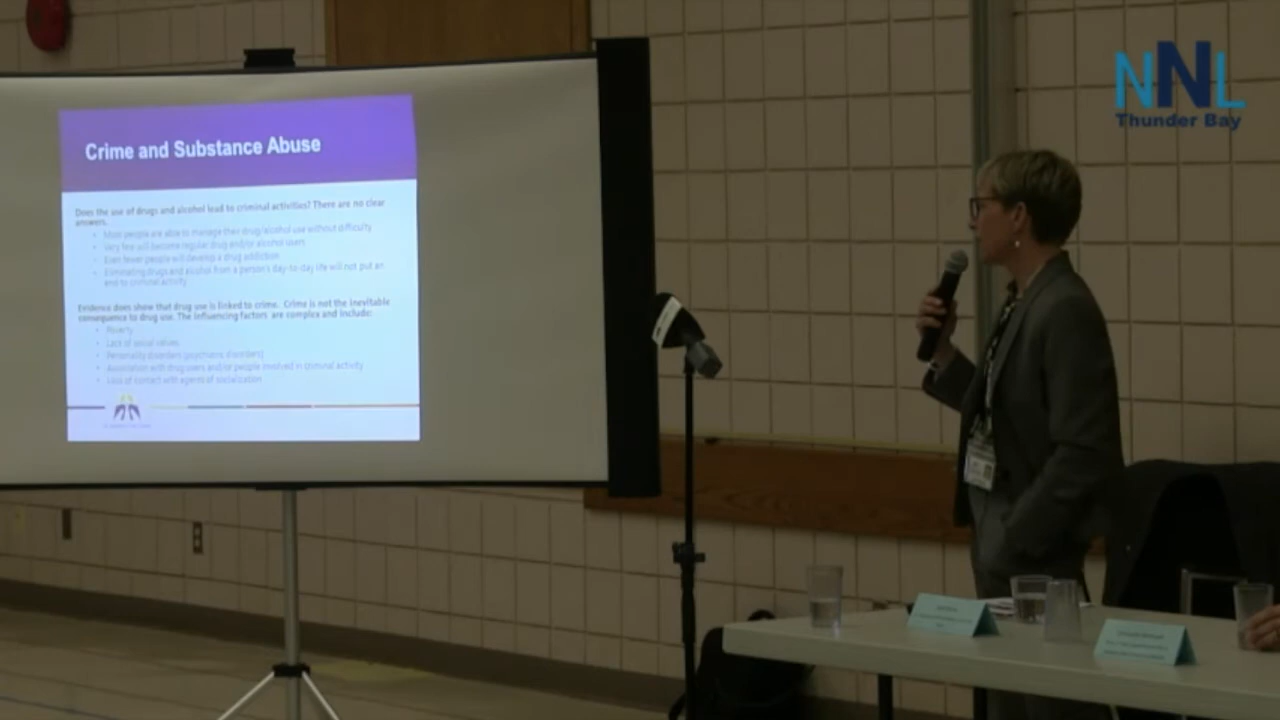 NNL
Thunder Bay
Crime and Substance Abuse
Does the use of drugs and alcohol lead to criminal activities? There are no clear
answers.
• Most people are able to manage their drug/alcohol use without difficulty
• Very few will become regular drug and/or alcohol users
• Even fewer people will develop a drug addiction
• Eliminating drugs and alcohol from a person's day-to-day life will not put an
end to criminal activity
Evidence does show that drug use is linked to crime. Crime is not the inevitable
consequence to drug use. The influencing factors are complex and include:
• Poverty
• Lack of social values
• Personality disorders (psychiatric disorders)
• Association with drug users and/or people involved in criminal activity
• Loss of contact with agents of socialization